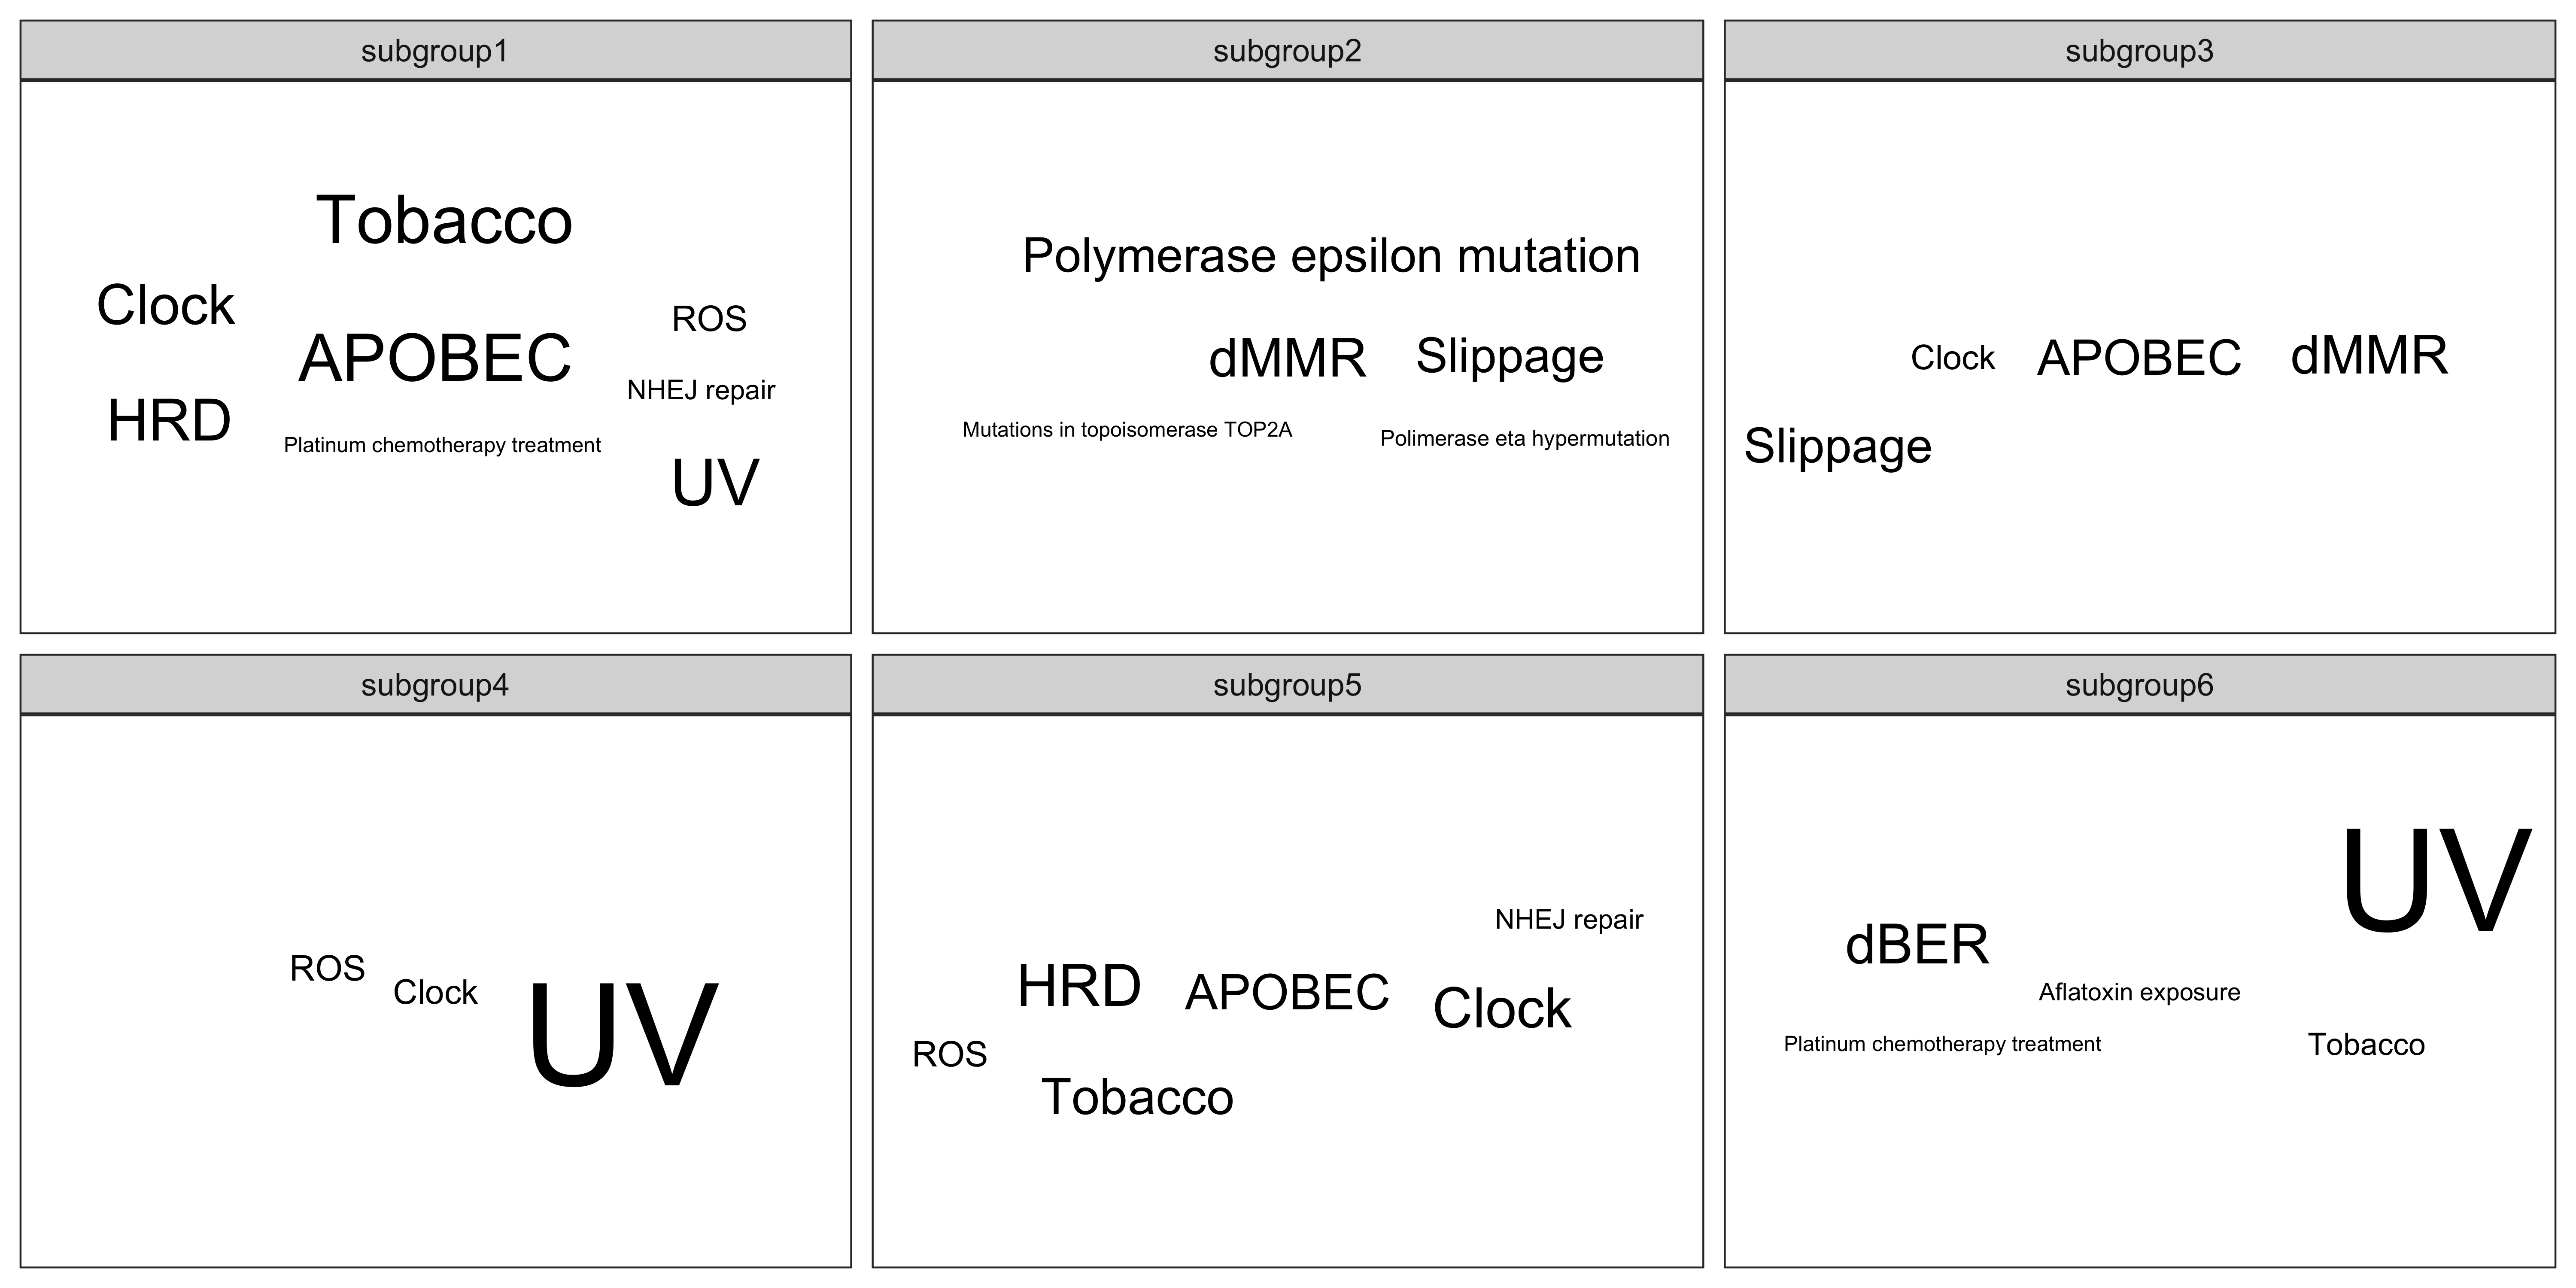 subgroup1
Tobacco
Clock
ROS
APOBEC
NHEJ repair
HRD
Platinum chemotherapy treatment
UV
subgroup2
Polymerase epsilon mutation
dMMR Slippage
Mutations in topoisomerase TOP2A
Polimerase eta hypermutation
subgroup3
Clock APOBEC dMMR
Slippage
subgroup4
ROS
Clock
UV
subgroup5
NHEJ repair
HRD APOBEC Clock
ROS
Tobacco
subgroup6
UV
dBER
Aflatoxin exposure
Platinum chemotherapy treatment
Tobacco